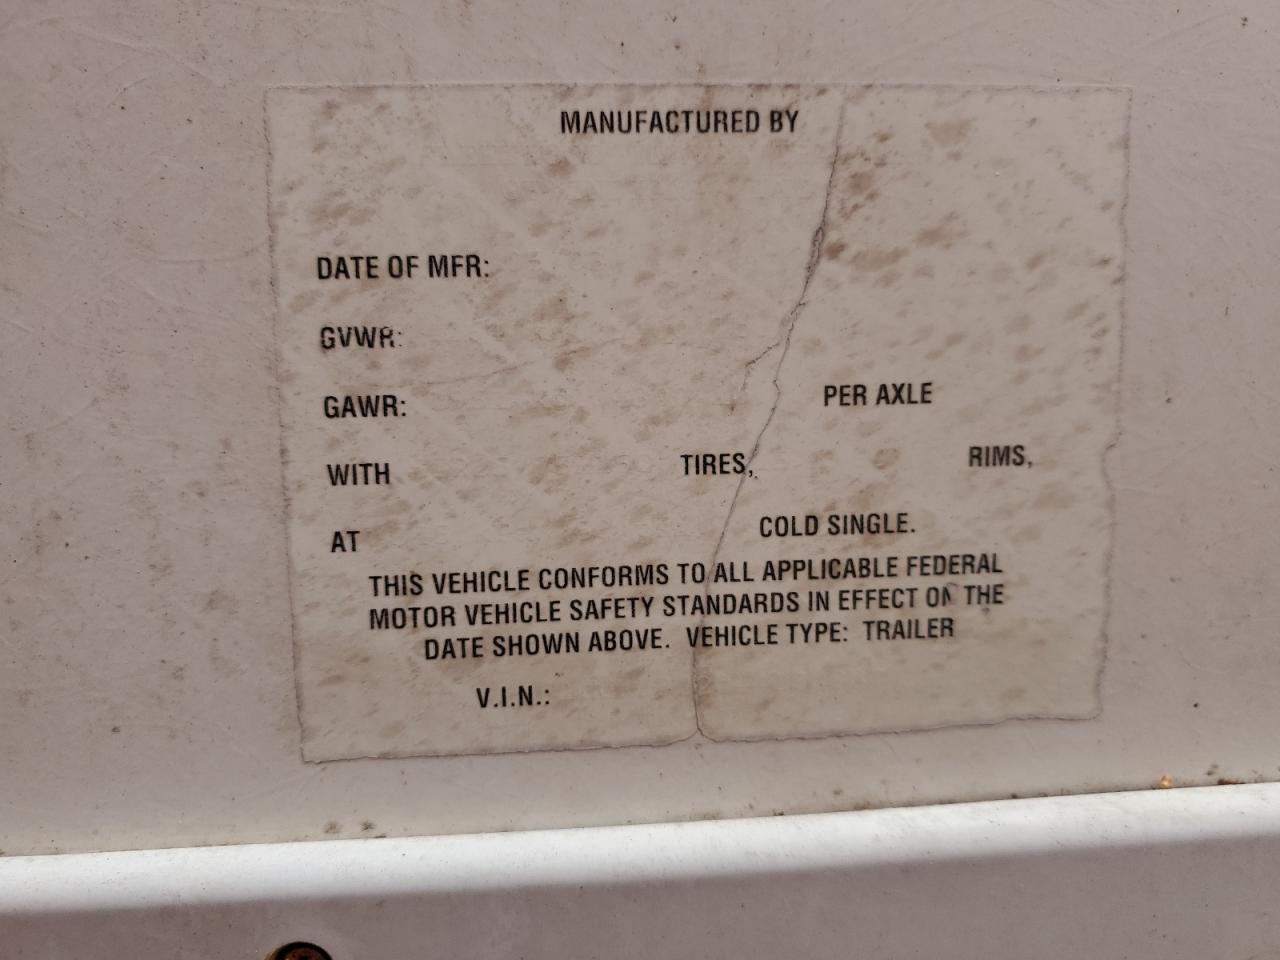 MANUFACTURED BY
DATE OF MFR:
GVWR:
GAWR: PER AXLE
WITH TIRES, RIMS,
AT COLD SINGLE.
THIS VEHICLE CONFORMS TO ALL APPLICABLE FEDERAL
MOTOR VEHICLE SAFETY STANDARDS IN EFFECT ON THE
DATE SHOWN ABOVE. VEHICLE TYPE: TRAILER
V.I.N.: